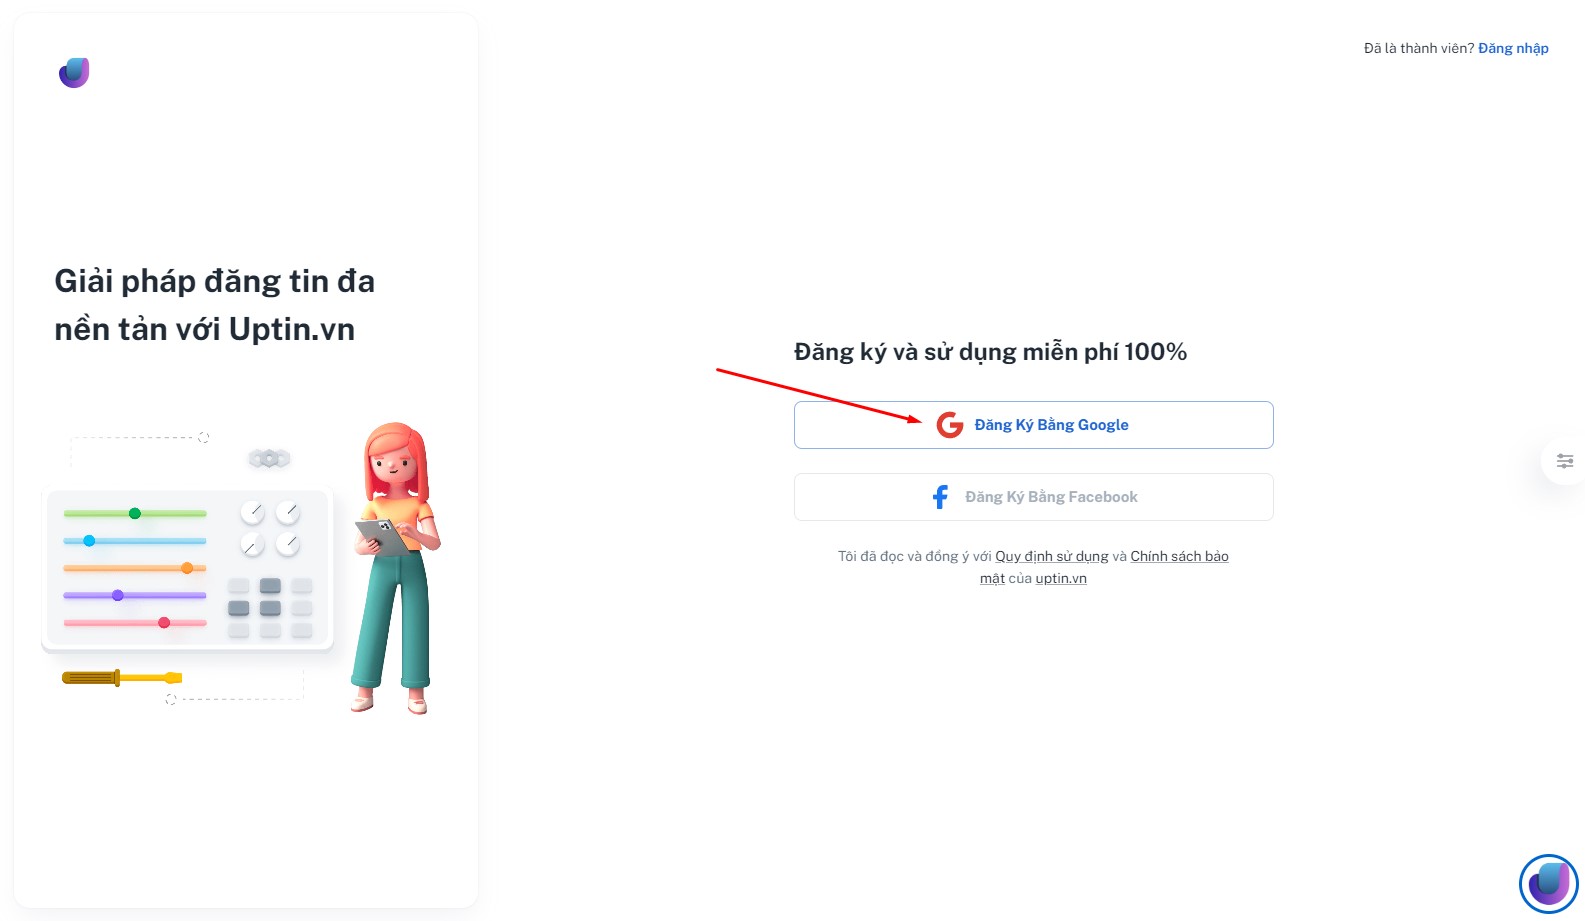 Đã là thành viên? Đăng nhập
Giải pháp đăng tin đa
nền tản với Uptin.vn
Đăng ký và sử dụng miễn phí 100%
Đăng Ký Bằng Google
Đăng Ký Bằng Facebook
Tôi đã đọc và đồng ý với Quy định sử dụng và Chính sách bảo
mật của uptin.vn